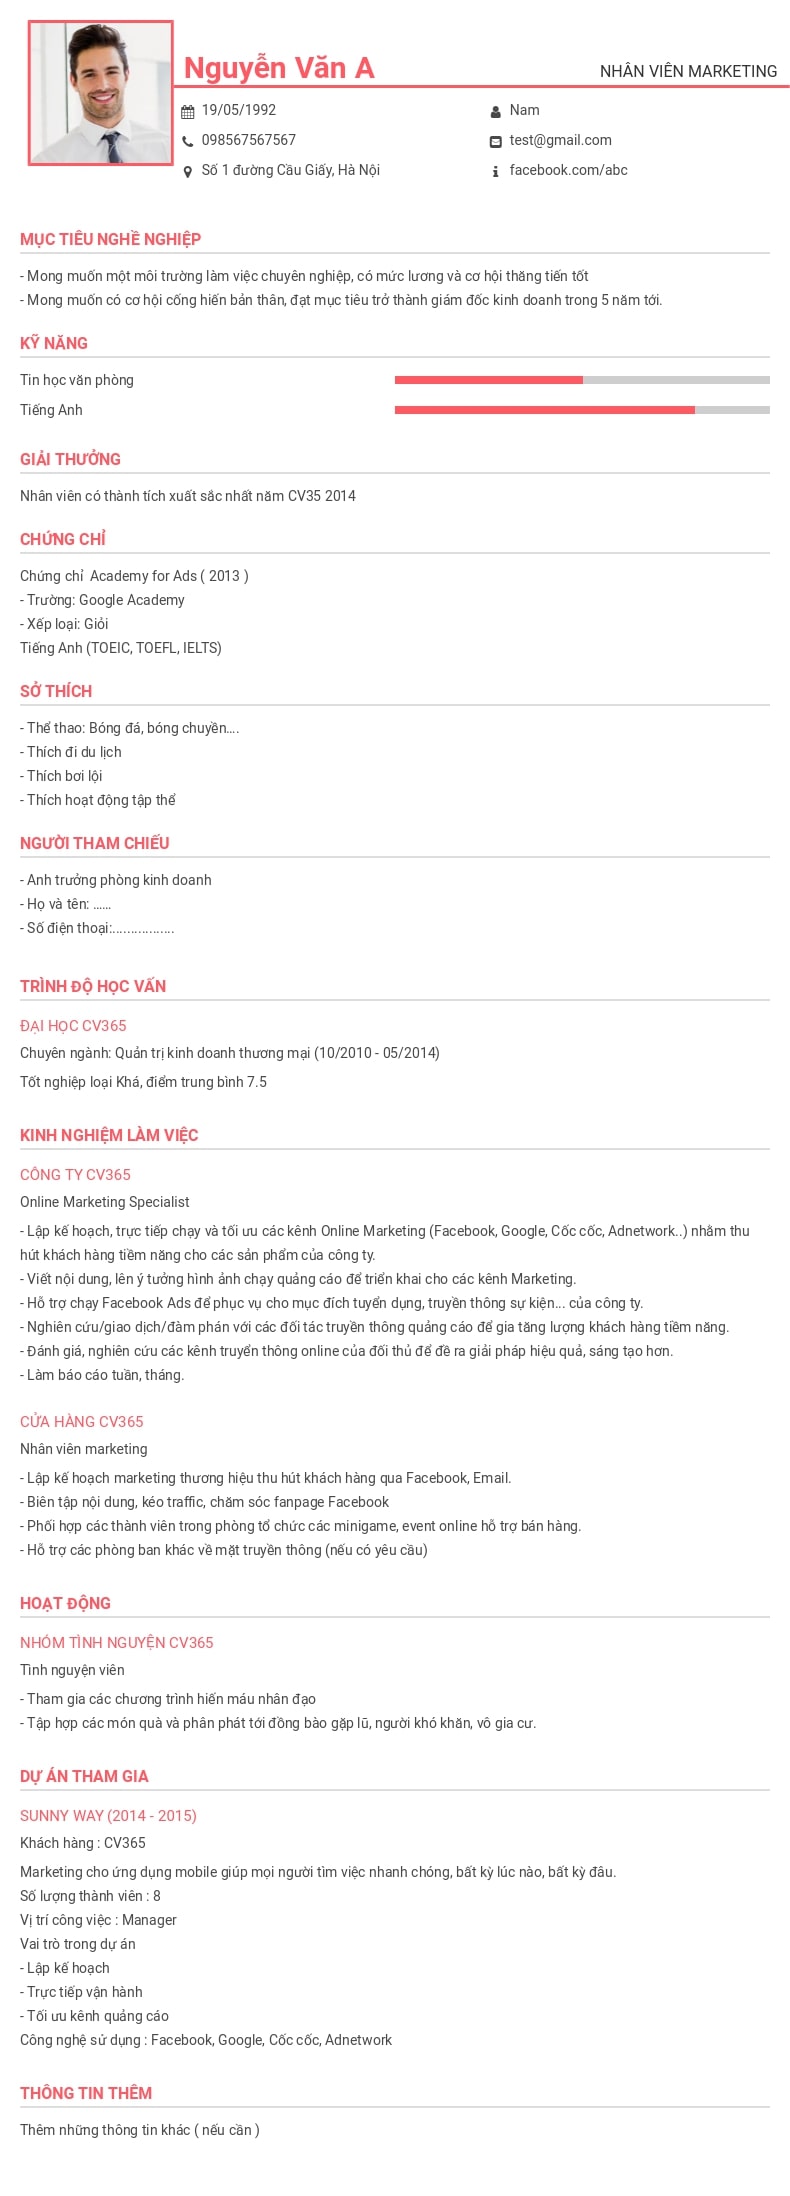 Nguyễn Văn A
NHÂN VIÊN MARKETING
19/05/1992
Nam
098567567567
test@gmail.com
Số 1 đường Cầu Giấy, Hà Nội
facebook.com/abc
MỤC TIÊU NGHỀ NGHIỆP
- Mong muốn một môi trường làm việc chuyên nghiệp, có mức lương và cơ hội thăng tiến tốt
- Mong muốn có cơ hội cống hiến bản thân, đạt mục tiêu trở thành giám đốc kinh doanh trong 5 năm tới.
KỸ NĂNG
Tin học văn phòng
Tiếng Anh
GIẢI THƯỞNG
Nhân viên có thành tích xuất sắc nhất năm CV35 2014
CHỨNG CHỈ
Chứng chỉ  Academy for Ads ( 2013 )
- Trường: Google Academy
- Xếp loại: Giỏi
Tiếng Anh (TOEIC, TOEFL, IELTS)
SỞ THÍCH
- Thể thao: Bóng đá, bóng chuyền....
- Thích đi du lịch
- Thích bơi lội
- Thích hoạt động tập thể
NGƯỜI THAM CHIẾU
- Anh trưởng phòng kinh doanh
- Họ và tên: ......
- Số điện thoại:.................
TRÌNH ĐỘ HỌC VẤN
ĐẠI HỌC CV365
Chuyên ngành: Quản trị kinh doanh thương mại (10/2010 - 05/2014)
Tốt nghiệp loại Khá, điểm trung bình 7.5
KINH NGHIỆM LÀM VIỆC
CÔNG TY CV365
Online Marketing Specialist
- Lập kế hoạch, trực tiếp chạy và tối ưu các kênh Online Marketing (Facebook, Google, Cốc cốc, Adnetwork..) nhằm thu
hút khách hàng tiềm năng cho các sản phẩm của công ty.
- Viết nội dung, lên ý tưởng hình ảnh chạy quảng cáo để triển khai cho các kênh Marketing.
- Hỗ trợ chạy Facebook Ads để phục vụ cho mục đích tuyển dụng, truyền thông sự kiện... của công ty.
- Nghiên cứu/giao dịch/đàm phán với các đối tác truyền thông quảng cáo để gia tăng lượng khách hàng tiềm năng.
- Đánh giá, nghiên cứu các kênh truyển thông online của đối thủ để đề ra giải pháp hiệu quả, sáng tạo hơn.
- Làm báo cáo tuần, tháng.
CỬA HÀNG CV365
Nhân viên marketing
- Lập kế hoạch marketing thương hiệu thu hút khách hàng qua Facebook, Email.
- Biên tập nội dung, kéo traffic, chăm sóc fanpage Facebook
- Phối hợp các thành viên trong phòng tổ chức các minigame, event online hỗ trợ bán hàng.
- Hỗ trợ các phòng ban khác về mặt truyền thông (nếu có yêu cầu)
HOẠT ĐỘNG
NHÓM TÌNH NGUYỆN CV365
Tình nguyện viên
- Tham gia các chương trình hiến máu nhân đạo
- Tập hợp các món quà và phân phát tới đồng bào gặp lũ, người khó khăn, vô gia cư.
DỰ ÁN THAM GIA
SUNNY WAY (2014 - 2015)
Khách hàng : CV365
Marketing cho ứng dụng mobile giúp mọi người tìm việc nhanh chóng, bất kỳ lúc nào, bất kỳ đâu.
Số lượng thành viên : 8
Vị trí công việc : Manager
Vai trò trong dự án
- Lập kế hoạch
- Trực tiếp vận hành
- Tối ưu kênh quảng cáo
Công nghệ sử dụng : Facebook, Google, Cốc cốc, Adnetwork
THÔNG TIN THÊM
Thêm những thông tin khác ( nếu cần )